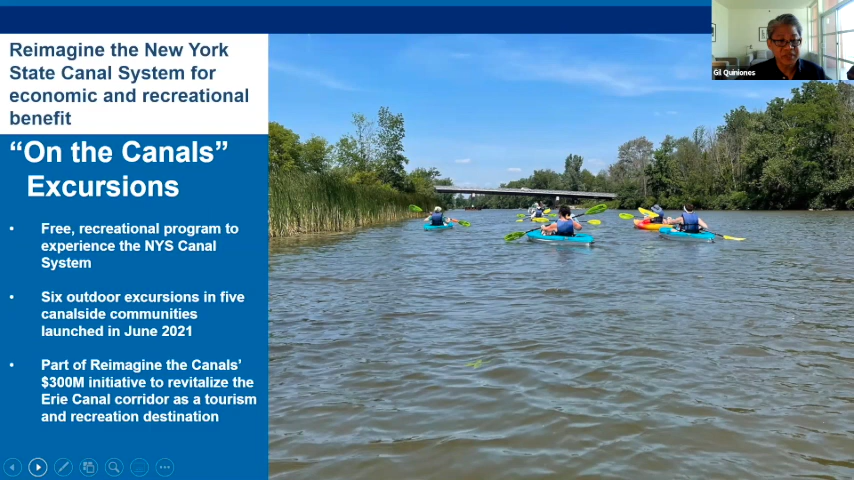 Reimagine the New York
State Canal System for
economic and recreational
benefit
“On the Canals”
Excursions
• Free, recreational program to
experience the NYS Canal
System
• Six outdoor excursions in five
canalside communities
launched in June 2021
• Part of Reimagine the Canals’
$300M initiative to revitalize the
Erie Canal corridor as a tourism
and recreation destination
Gil Quiniones